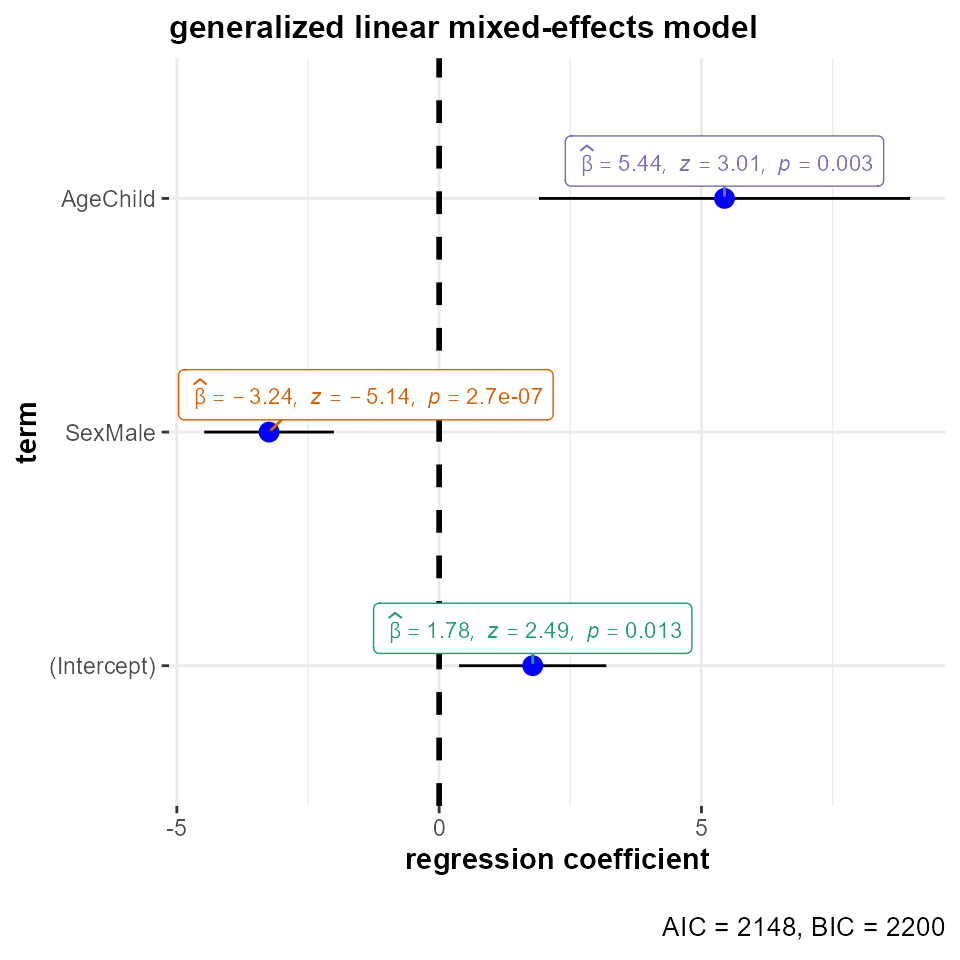 generalized linear mixed-effects model
AgeChild
β̂ = 5.44, z = 3.01, p = 0.003
term
SexMale
β̂ = −3.24, z = −5.14, p = 2.7e-07
(Intercept)
β̂ = 1.78, z = 2.49, p = 0.013
-5 0 5
regression coefficient
AIC = 2148, BIC = 2200